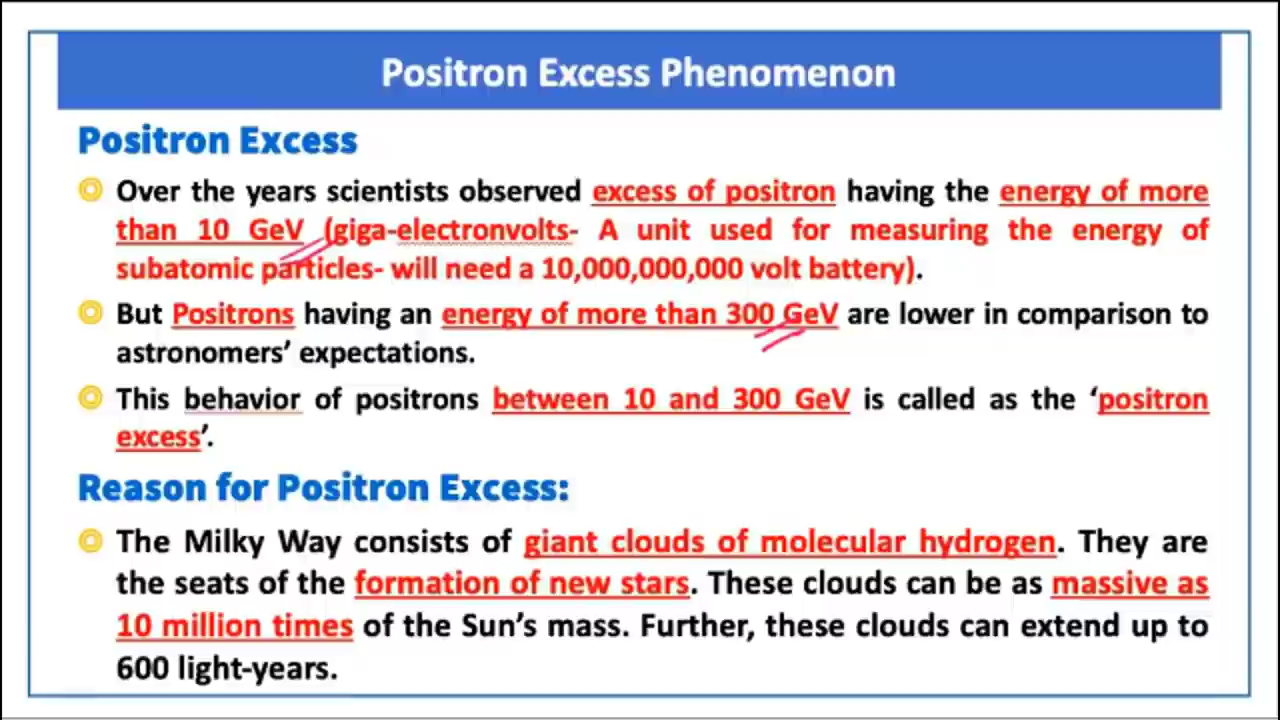 Positron Excess Phenomenon
Positron Excess
Over the years scientists observed excess of positron having the energy of more
than 10 GeV (giga-electronvolts- A unit used for measuring the energy of
subatomic particles- will need a 10,000,000,000 volt battery).
But Positrons having an energy of more than 300 GeV are lower in comparison to
astronomers’ expectations.
This behavior of positrons between 10 and 300 GeV is called as the ‘positron
excess’.
Reason for Positron Excess:
The Milky Way consists of giant clouds of molecular hydrogen. They are
the seats of the formation of new stars. These clouds can be as massive as
10 million times of the Sun’s mass. Further, these clouds can extend up to
600 light-years.